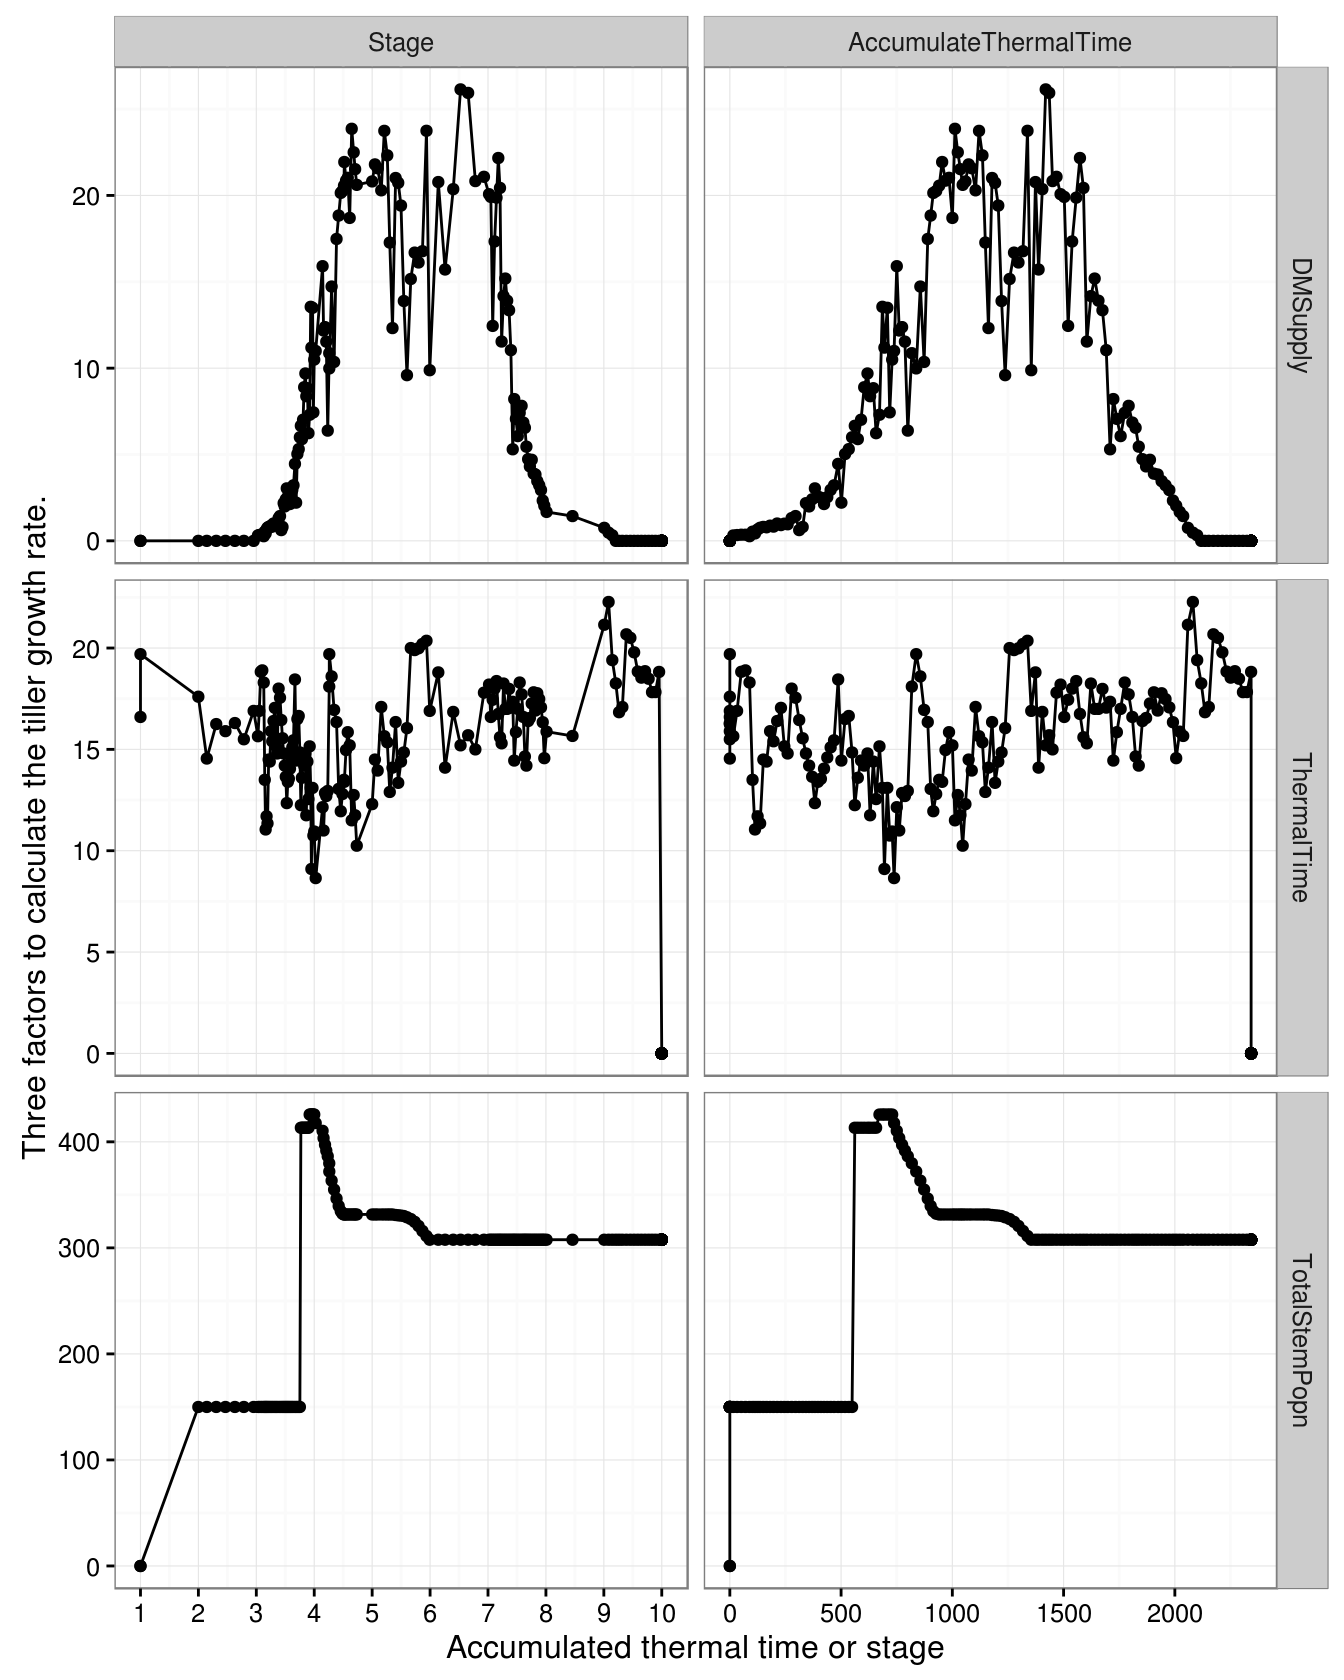 Stage
AccumulateThermalTime
Three factors to calculate the tiller growth rate.
20
10
0
DMSupply
20
15
10
5
0
ThermalTime
400
300
200
100
0
TotalStemPopn
1 2 3 4 5 6 7 8 9 10
0 500 1000 1500 2000
Accumulated thermal time or stage